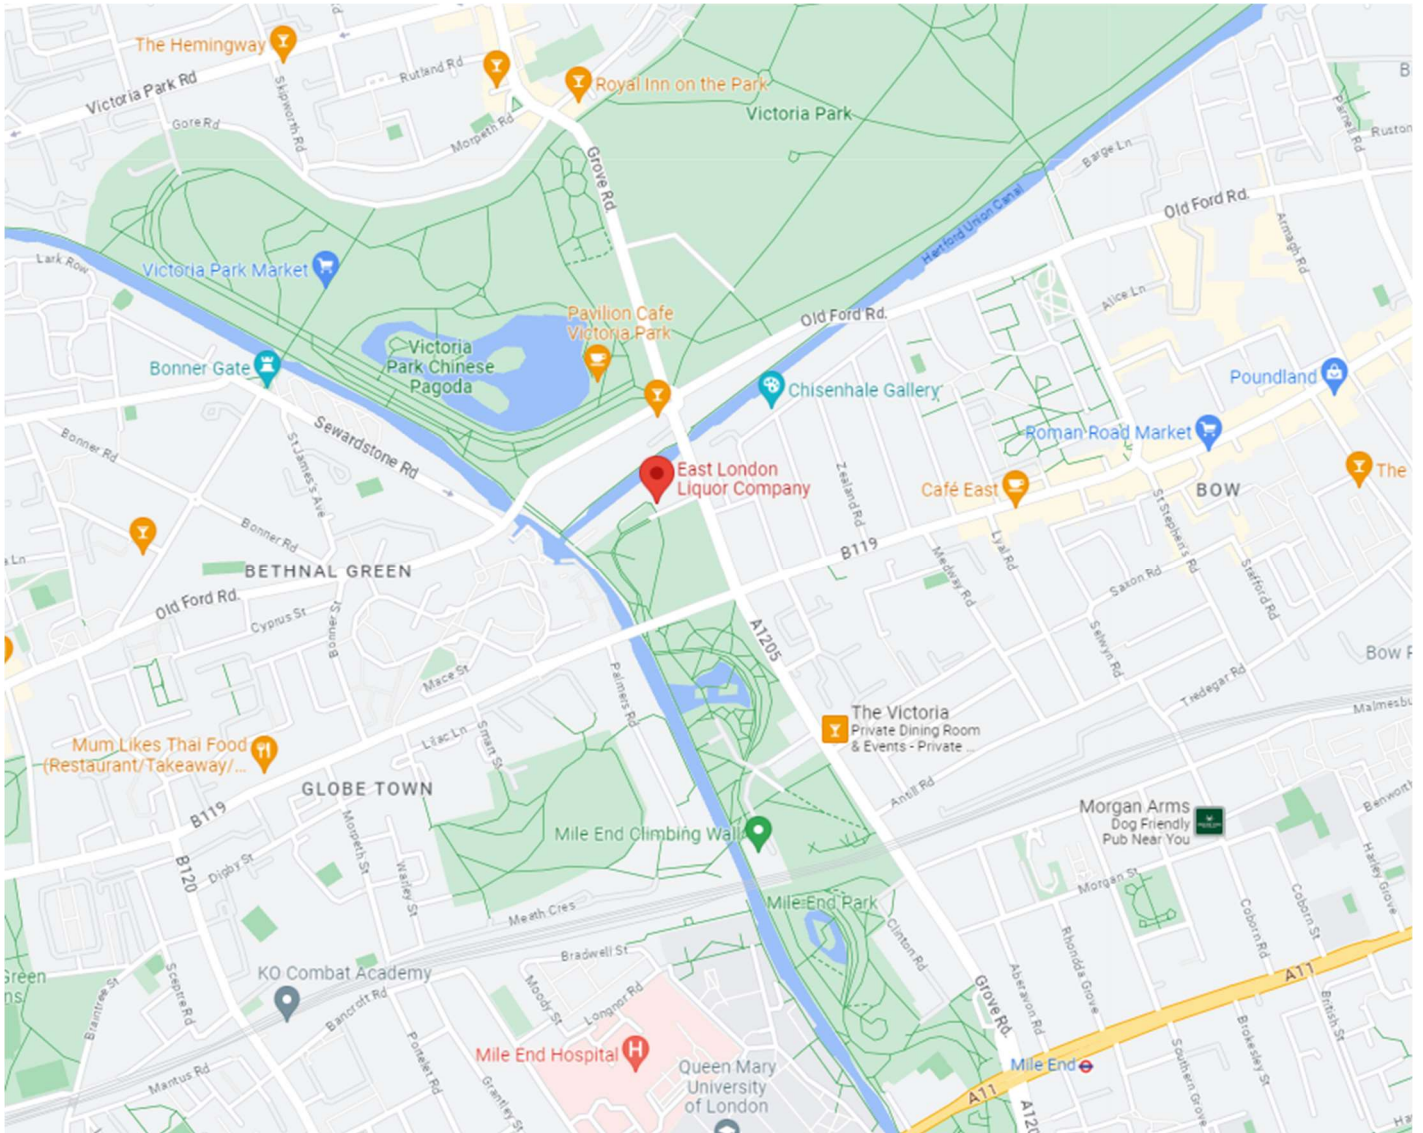 The Hemingway
Rutland Rd
Royal Inn on the Park
Victoria Park Rd
Skipworth Rd
Victoria Park
Gore Rd
Morpeth Rd
Grove Rd.
Parnell Rd
Ruston
B
Barge Ln
Old Ford Rd.
Hertford Union Canal
Armagh Rd
Lark Row
Victoria Park Market
Alice Ln
Pavilion Cafe
Victoria Park
Old Ford Rd.
Victoria
Park Chinese
Pagoda
Bonner Gate
Chisenhale Gallery
Poundland
Sewardstone Rd
Bonner Rd
St James's Ave
Roman Road Market
East London
Liquor Company
Zealand Rd
Café East
BOW
The
St Stephen's Rd
Bonner Rd
B119
Medway Rd
Lyal Rd
Saxon Rd
Stafford Rd
BETHNAL GREEN
Old Ford Rd.
Cyprus St
Bonner St
A1205
Selwyn Rd
Tredegar Rd
Mace St
Palmers Rd
Malmesbu
The Victoria
Private Dining Room
& Events - Private ...
Lilac Ln
Smart St
Mum Likes Thai Food
(Restaurant/Takeaway/...
GLOBE TOWN
Antill Rd
Morgan Arms
Dog Friendly
Pub Near You
Benworth
B119
Morpeth St
Mile End Climbing Wall
Digby St
B120
Warley St
Harley Grove
Morgan St
Meath Cres
Mile End Park
Clinton Rd
Coborn Rd
Coborn St
Bradwell St
Rhondda Grove
Green
ns
KO Combat Academy
Sceptre Rd
Braintree St
Bancroft Rd
Moody St
Longnor Rd
A11
Aberavon Rd
Grove Rd.
British St
Mile End Hospital
Queen Mary
University
of London
Mile End
Portelet Rd
Grantley St
Mantus Rd
Southern Grove
Brokesley St
A11